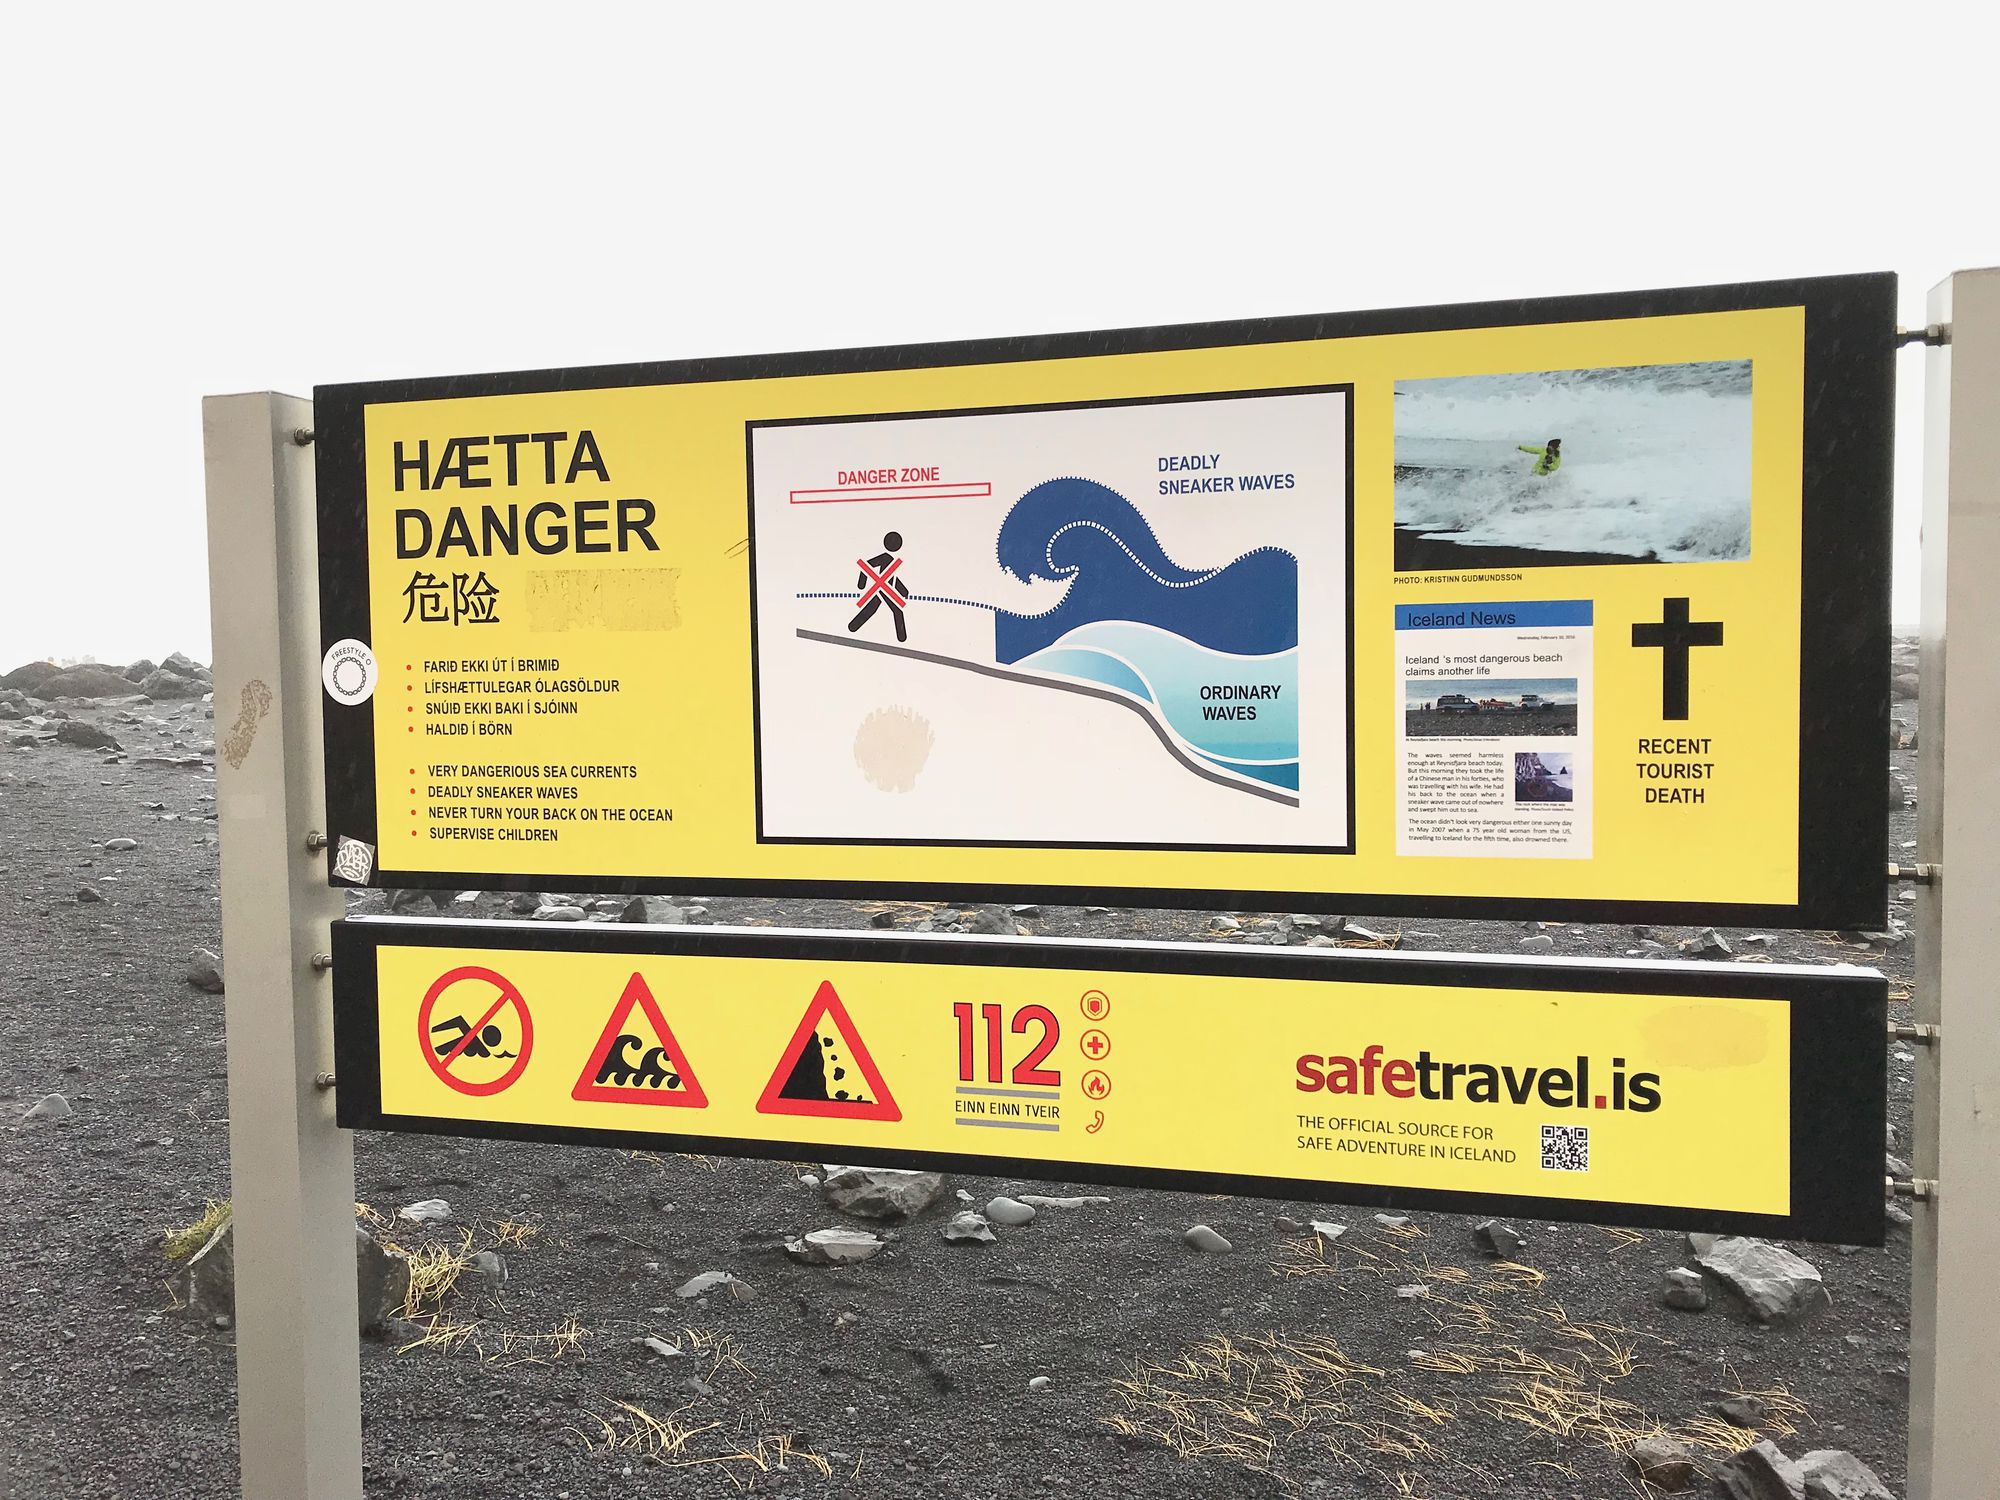 HÆTTA
DANGER
危险
FARIÐ EKKI ÚT Í BRIMIÐ
LÍFSHÆTTULEGAR ÓLAGSÖLDUR
SNÚIÐ EKKI BAKI Í SJÓINN
HALDIÐ Í BÖRN
VERY DANGERIOUS SEA CURRENTS
DEADLY SNEAKER WAVES
NEVER TURN YOUR BACK ON THE OCEAN
SUPERVISE CHILDREN
FREESTYLE O
DANGER ZONE
DEADLY
SNEAKER WAVES
ORDINARY
WAVES
PHOTO: KRISTINN GUDMUNDSSON
Iceland News
Wednesday, February 10, 2016
Iceland 's most dangerous beach
claims another life
The waves seemed harmless
enough at Reynisfjara beach today.
But this morning they took the life
of a Chinese man in his forties, who
was travelling with his wife. He had
his back to the ocean when a
sneaker wave came out of nowhere
and swept him out to sea.
The ocean didn't look very dangerous either one sunny day
in May 2007 when a 75 year old woman from the US,
travelling to Iceland for the fifth time, also drowned there.
RECENT
TOURIST
DEATH
112
EINN EINN TVEIR
safetravel.is
THE OFFICIAL SOURCE FOR
SAFE ADVENTURE IN ICELAND